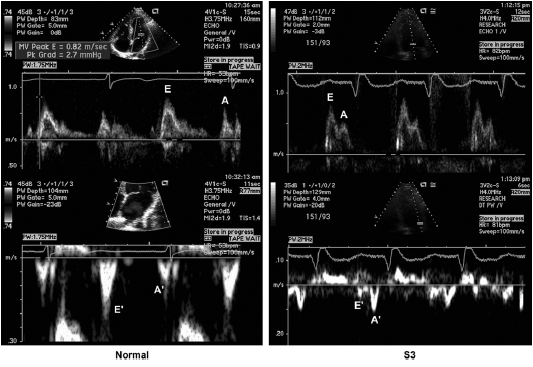 45dB 3 ·/+1/1/3
PW Depth= 83mm
PW Gate= 5.0mm
PW Gain= 0dB
MV Peak E = 0.82 m/sec
Pk Grad = 2.7 mmHg
.74
.74
10:27:36 am
4V1c-S 15sec
H3.75MHz 160mm
ECHO
General /V
Pwr=0dB
MI2d=1.9 TIS=0.9
Store in progress
TAPE WAIT
HR= 53bpm
Sweep=100mm/s
PW:1.75MHz
1.0
m/s
.50
E
A
45dB 3 ·/+1/1/3
PW Depth=104mm
PW Gate=5.0mm
PW Gain=-23dB
.74
.74
10:32:13 am
4V1c-S 11sec
H3.75MHz
ECHO
General /V
Pwr=0dB
MI2d=1.9 TIS=1.4
Store in progress
TAPE WAIT
HR= 53bpm
Sweep=100mm/s
PW:1.75MHz
m/s
.30
E'
A'
Normal
47dB 3 ·/+1/1/4
PW Depth=112mm
PW Gate= 2.0mm
PW Gain= -3dB
151/93
1:12:15 pm
3V2c-S 12sec
H4.0MHz
RESEARCH
ECHO 1 /V
Store in progress
HR= 82bpm
Sweep=100mm/s
PW:2MHz
1.0
m/s
E
A
35dB
PW Depth=129mm
PW Gate= 4.0mm
PW Gain=-20dB
151/93
1:13:09 pm
3V2c-S 6sec
H4.0MHz
RESEARCH
DT PW /V
Store in progress
HR= 81bpm
Sweep=100mm/s
PW:2MHz
.10
m/s
.20
E'
A'
S3